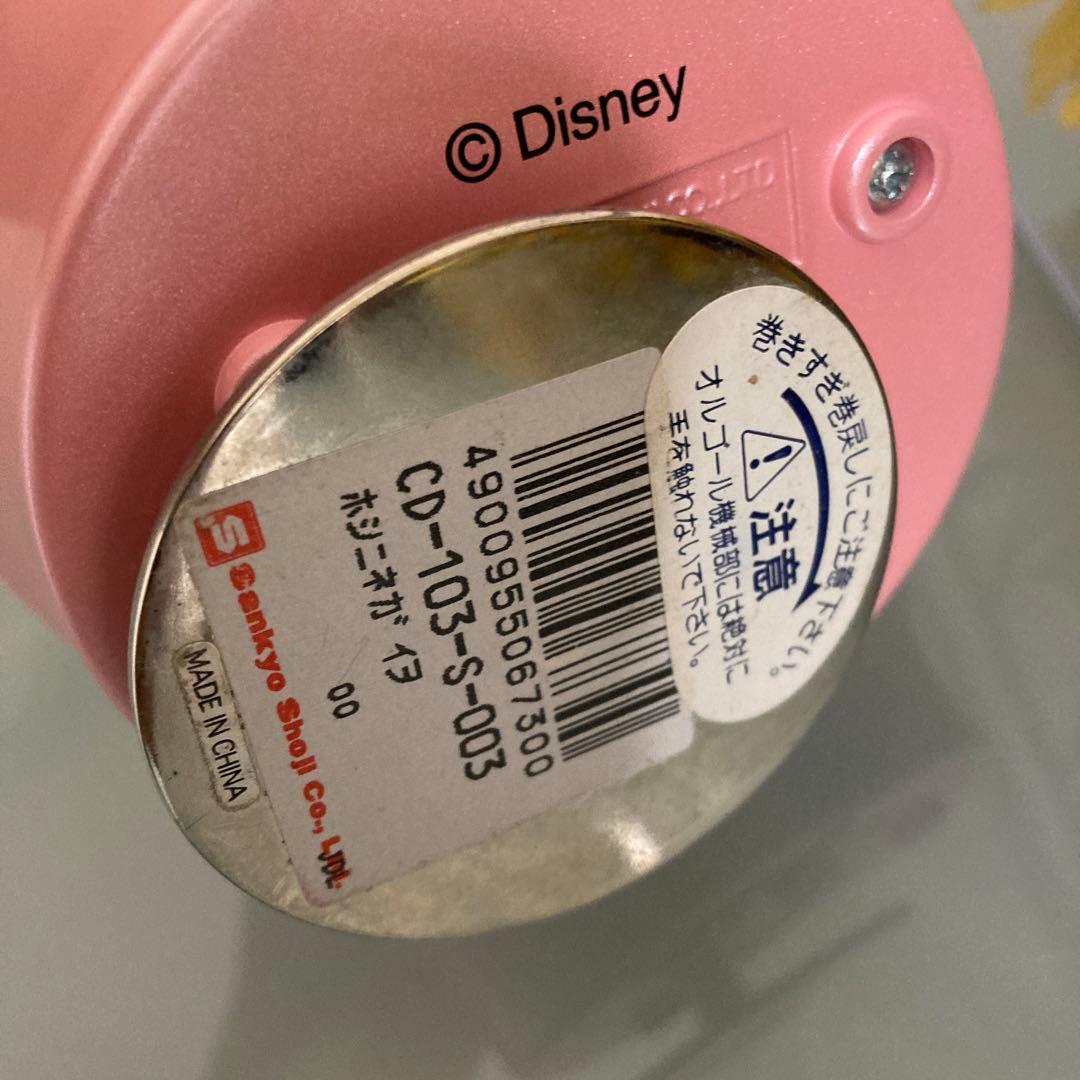 © Disney
CO.,LTD
巻きすぎ巻戻しにご注意下さい。
注意
オルゴール機械部には絶対に
手を触れないで下さい。
4900955067300
CD-103-S-003
ホシニネガイヲ
00
S Sankyo Shoji Co., Ltd.
MADE IN CHINA